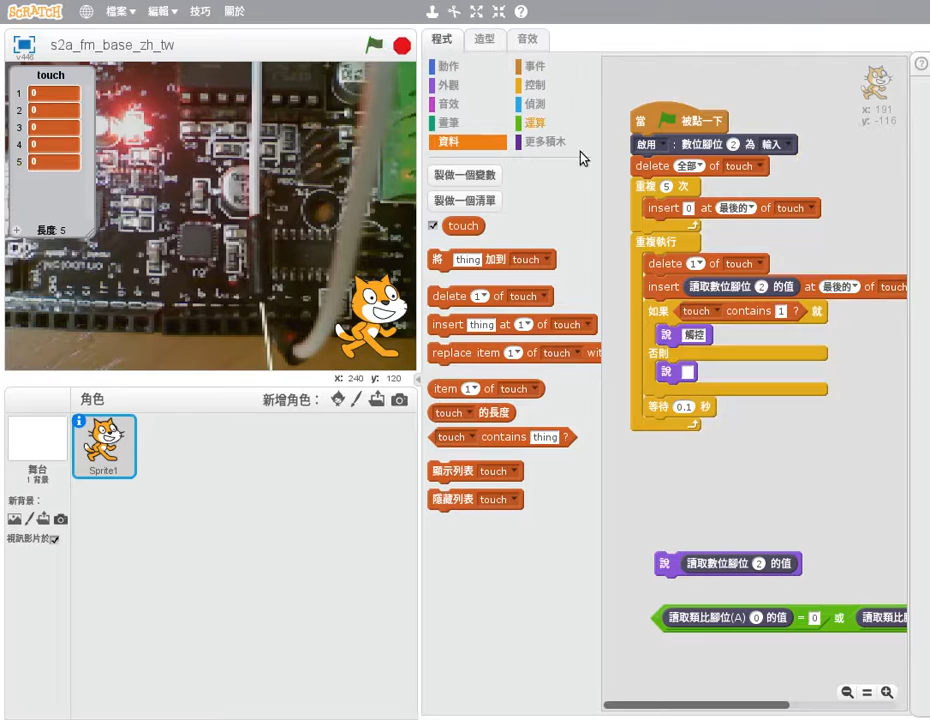 SCRATCH 檔案 編輯 技巧 關於
s2a_fm_base_zh_tw
v446
touch
1 0
2 0
3 0
4 0
5 0
長度: 5
x: 240 y: 120
角色
新增角色：
舞台
1 背景
新背景：
視訊影片於
Sprite1
程式 造型 音效
動作 事件
外觀 控制
音效 偵測
畫筆 運算
資料 更多積木
製做一個變數
製做一個清單
touch
將 thing 加到 touch
delete 1 of touch
insert thing at 1 of touch
replace item 1 of touch wit
item 1 of touch
touch 的長度
touch contains thing ?
顯示列表 touch
隱藏列表 touch
x: 191
y: -116
當 被點一下
啟用 : 數位腳位 2 為 輸入
delete 全部 of touch
重複 5 次
insert 0 at 最後的 of touch
重複執行
delete 1 of touch
insert 讀取數位腳位 2 的值 at 最後的 of touch
如果 touch contains 1 ? 就
說 觸控
否則
說
等待 0.1 秒
說 讀取數位腳位 2 的值
讀取類比腳位(A) 0 的值 = 0 或 讀取類比腳